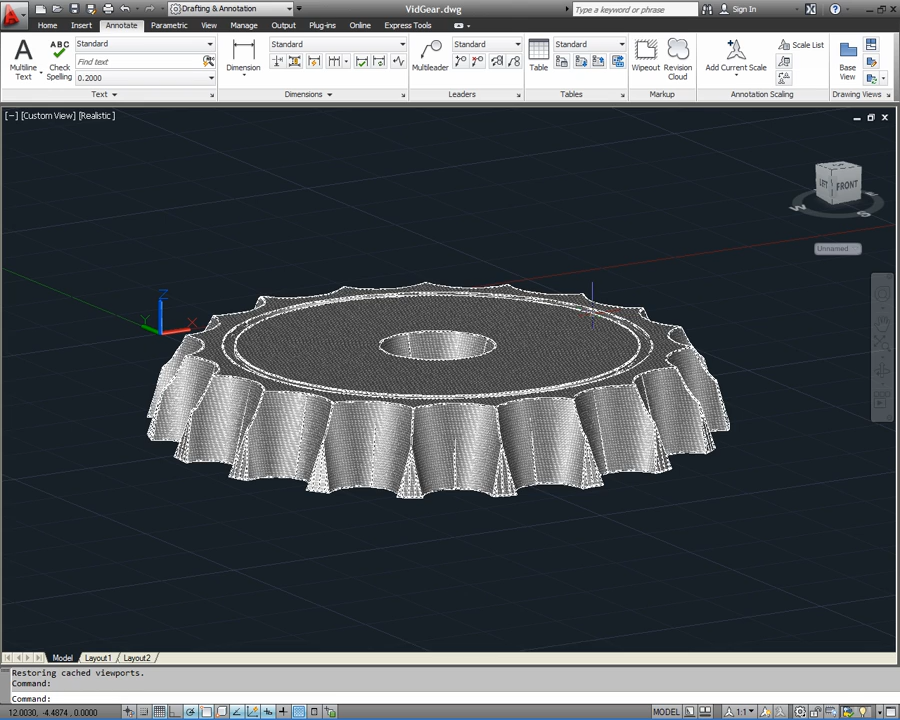 Drafting & Annotation
VidGear.dwg
Type a keyword or phrase
Sign In
Home Insert Annotate Parametric View Manage Output Plug-ins Online Express Tools
A
ABC
Multiline Text
Check Spelling
Standard
Find text
0.2000
Text
Dimension
Standard
Dimensions
Multileader
Standard
Leaders
Table
Standard
Tables
Wipeout
Revision Cloud
Markup
Add Current Scale
Scale List
Annotation Scaling
Base View
Drawing Views
[−] [Custom View] [Realistic]
FRONT
W
S
Unnamed
Z
Y
X
Model Layout1 Layout2
Restoring cached viewports.
Command:
Command:
12.0030, -4.4874, 0.0000
MODEL
1:1